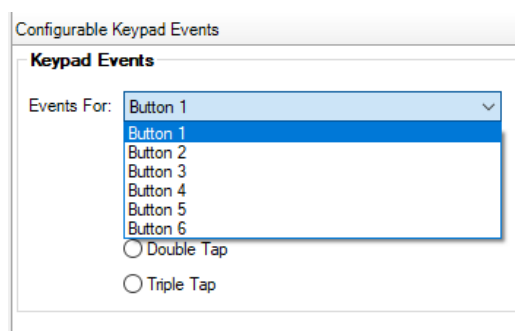 Configurable Keypad Events
Keypad Events
Events For: Button 1
Button 1
Button 2
Button 3
Button 4
Button 5
Button 6
Double Tap
Triple Tap